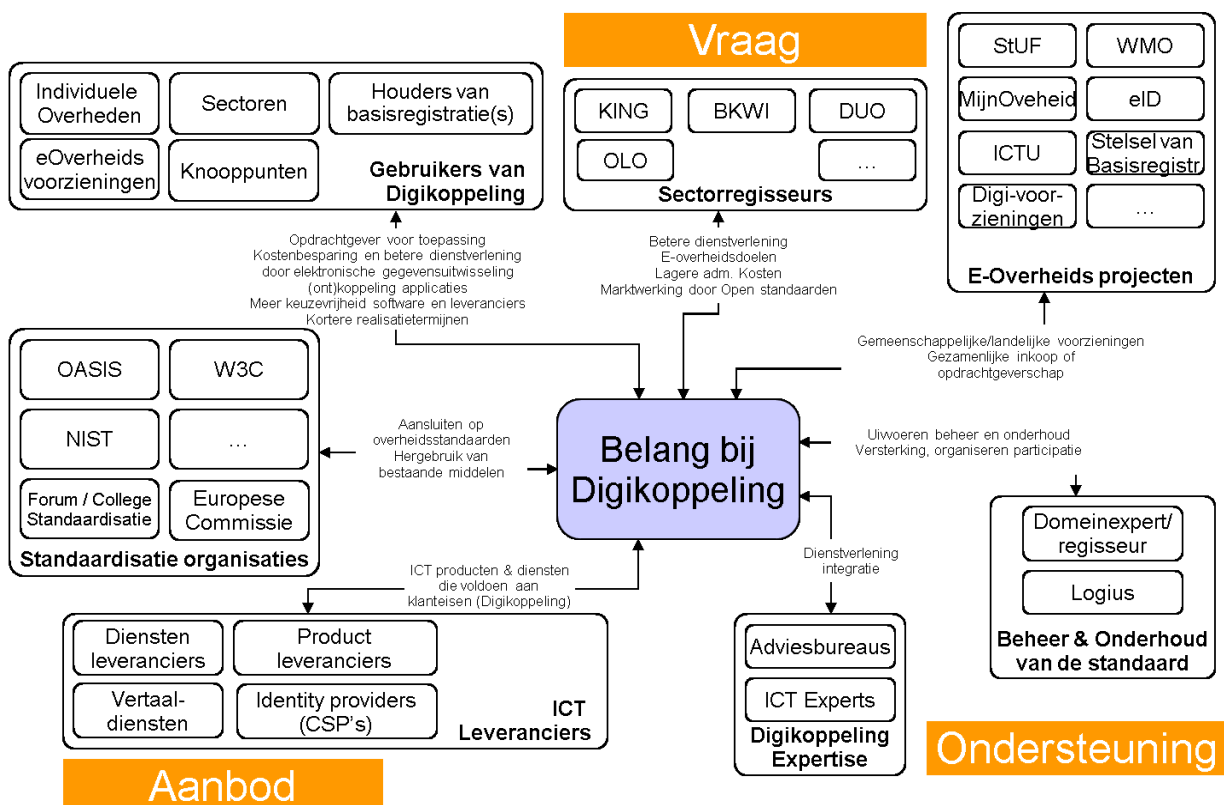 Vraag
Individuele
Overheden
Sectoren
Houders van
basisregistratie(s)
eOverheids
voorzieningen
Knooppunten
Gebruikers van
Digikoppeling
KING
BKWI
DUO
OLO
...
Sectorregisseurs
StUF
WMO
MijnOveheid
eID
ICTU
Stelsel van
Basisregistr.
Digi-voor-
zieningen
...
E-Overheids projecten
Opdrachtgever voor toepassing
Kostenbesparing en betere dienstverlening
door elektronische gegevensuitwisseling
(ont)koppeling applicaties
Meer keuzevrijheid software en leveranciers
Kortere realisatietermijnen
Betere dienstverlening
E-overheidsdoelen
Lagere adm. Kosten
Marktwerking door Open standaarden
Gemeenschappelijke/landelijke voorzieningen
Gezamenlijke inkoop of
opdrachtgeverschap
OASIS
W3C
NIST
...
Forum / College
Standaardisatie
Europese
Commissie
Standaardisatie organisaties
Aansluiten op
overheidsstandaarden
Hergebruik van
bestaande middelen
Belang bij
Digikoppeling
Uivoeren beheer en onderhoud
Versterking, organiseren participatie
Domeinexpert/
regisseur
Logius
Beheer & Onderhoud
van de standaard
Dienstverlening
integratie
ICT producten & diensten
die voldoen aan
klanteisen (Digikoppeling)
Diensten
leveranciers
Product
leveranciers
Vertaal-
diensten
Identity providers
(CSP's)
ICT
Leveranciers
Adviesbureaus
ICT Experts
Digikoppeling
Expertise
Ondersteuning
Aanbod